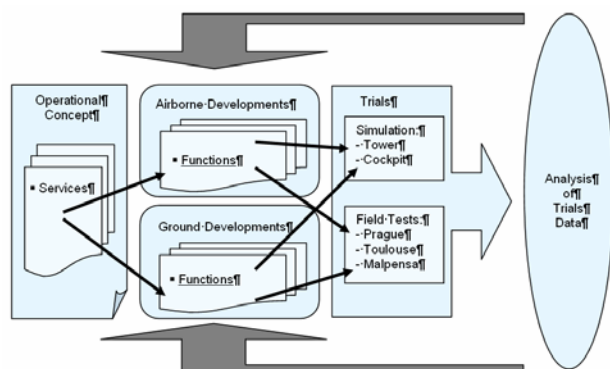 Operational¶
Concept¶
▪ Services¶
Airborne·Developments¶
▪ Functions¶
Ground·Developments¶
▪ Functions¶
Trials¶
Simulation:¶
-·Tower¶
-·Cockpit¶
Field·Tests:¶
-·Prague¶
-·Toulouse¶
-·Malpensa¶
Analysis¶
of¶
Trials¶
Data¶